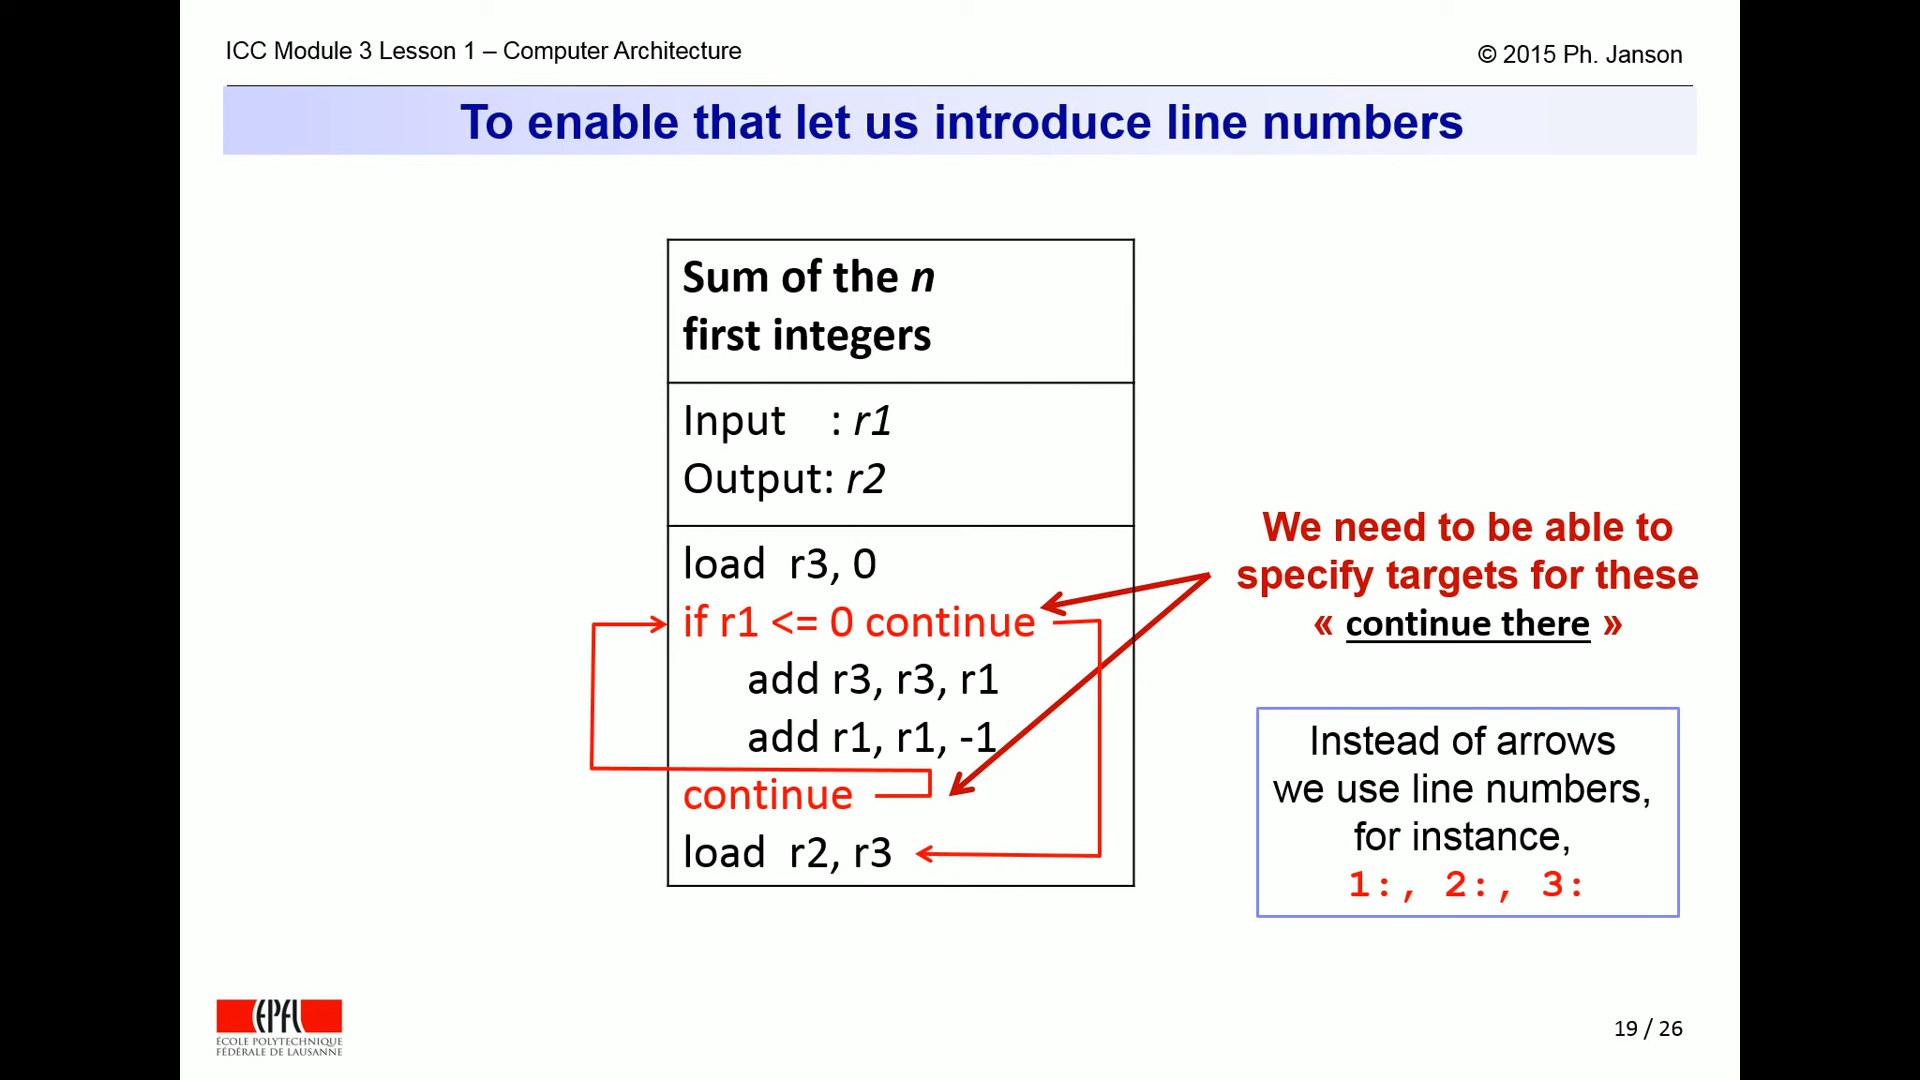 ICC Module 3 Lesson 1 – Computer Architecture
© 2015 Ph. Janson
To enable that let us introduce line numbers
Sum of the n
first integers
Input : r1
Output: r2
load r3, 0
if r1 <= 0 continue
add r3, r3, r1
add r1, r1, -1
continue
load r2, r3
We need to be able to
specify targets for these
« continue there »
Instead of arrows
we use line numbers,
for instance,
1:, 2:, 3:
EPFL
ÉCOLE POLYTECHNIQUE
FÉDÉRALE DE LAUSANNE
19 / 26